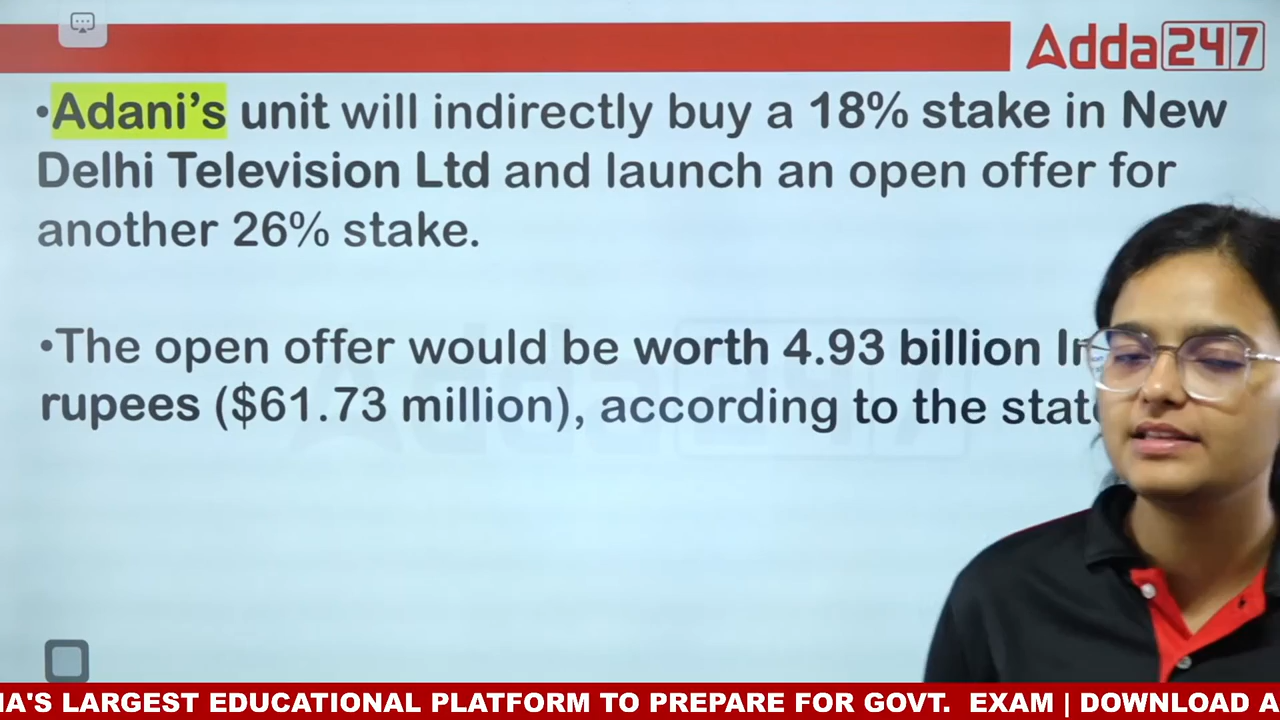 Adda247
•Adani’s unit will indirectly buy a 18% stake in New
Delhi Television Ltd and launch an open offer for
another 26% stake.
•The open offer would be worth 4.93 billion
rupees ($61.73 million), according to the
LARGEST EDUCATIONAL PLATFORM TO PREPARE FOR GOVT. EXAM | DOWNLOAD